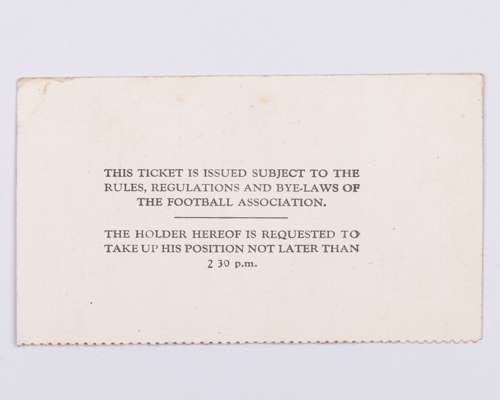 THIS TICKET IS ISSUED SUBJECT TO THE
RULES, REGULATIONS AND BYE-LAWS OF
THE FOOTBALL ASSOCIATION.
THE HOLDER HEREOF IS REQUESTED TO
TAKE UP HIS POSITION NOT LATER THAN
2 30 p.m.